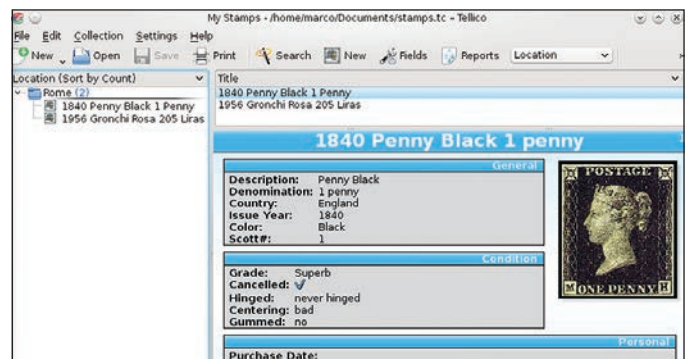 My Stamps - /home/marco/Documents/stamps.tc - Tellico
File Edit Collection Settings Help
New Open Save Print Search New Fields Reports Location
Location (Sort by Count)
Rome (2)
1840 Penny Black 1 Penny
1956 Gronchi Rosa 205 Liras
Title
1840 Penny Black 1 Penny
1956 Gronchi Rosa 205 Liras
1840 Penny Black 1 penny
General
Description: Penny Black
Denomination: 1 penny
Country: England
Issue Year: 1840
Color: Black
Scott#: 1
POSTAGE
M ONE PENNY H
Condition
Grade: Superb
Cancelled:
Hinged: never hinged
Centering: bad
Gummed: no
Personal
Purchase Date: